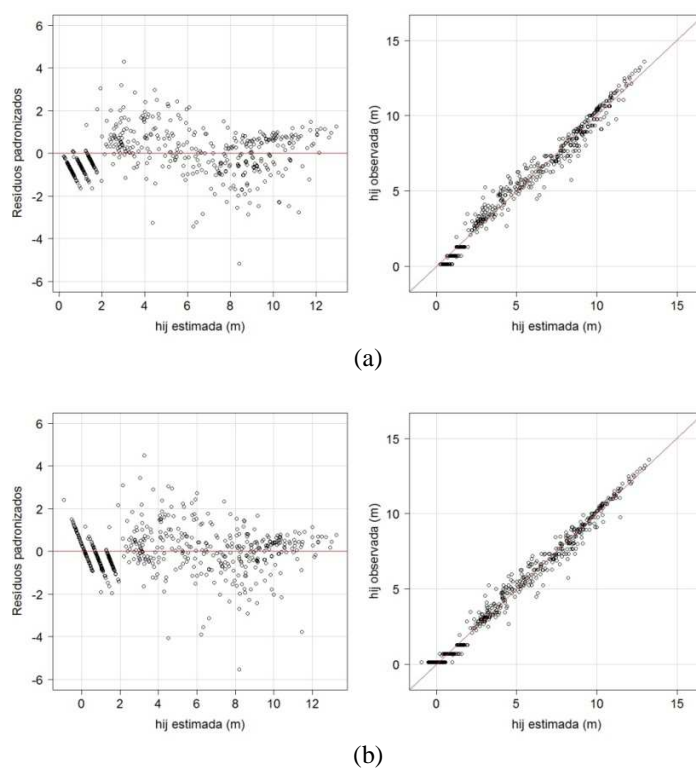 6
4
2
0
-2
-4
-6
Resíduos padronizados
0 2 4 6 8 10 12
hij estimada (m)
15
10
5
0
hij observada (m)
0 5 10 15
hij estimada (m)
(a)
6
4
2
0
-2
-4
-6
Resíduos padronizados
0 2 4 6 8 10 12
hij estimada (m)
15
10
5
0
hij observada (m)
0 5 10 15
hij estimada (m)
(b)